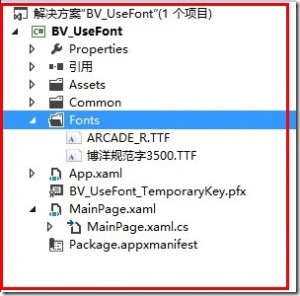 解决方案"BV_UseFont"(1 个项目)
BV_UseFont
Properties
引用
Assets
Common
Fonts
ARCADE_R.TTF
博洋规范字3500.TTF
App.xaml
BV_UseFont_TemporaryKey.pfx
MainPage.xaml
MainPage.xaml.cs
Package.appxmanifest